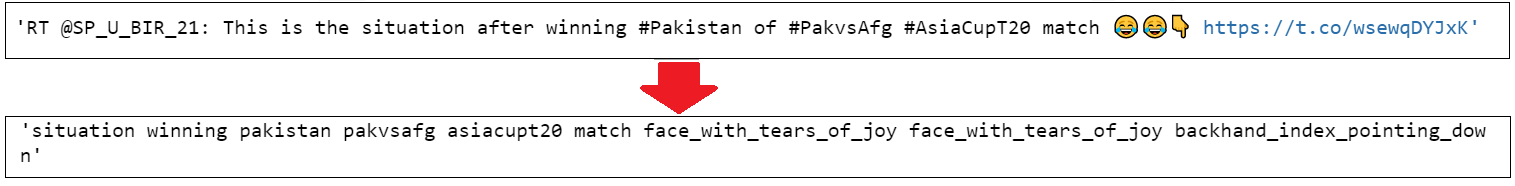 'RT @SP_U_BIR_21: This is the situation after winning #Pakistan of #PakvsAfg #AsiaCupT20 match 😂😂👇 https://t.co/wsewqDYJxK'
'situation winning pakistan pakvsafg asiacupt20 match face_with_tears_of_joy face_with_tears_of_joy backhand_index_pointing_dow
n'